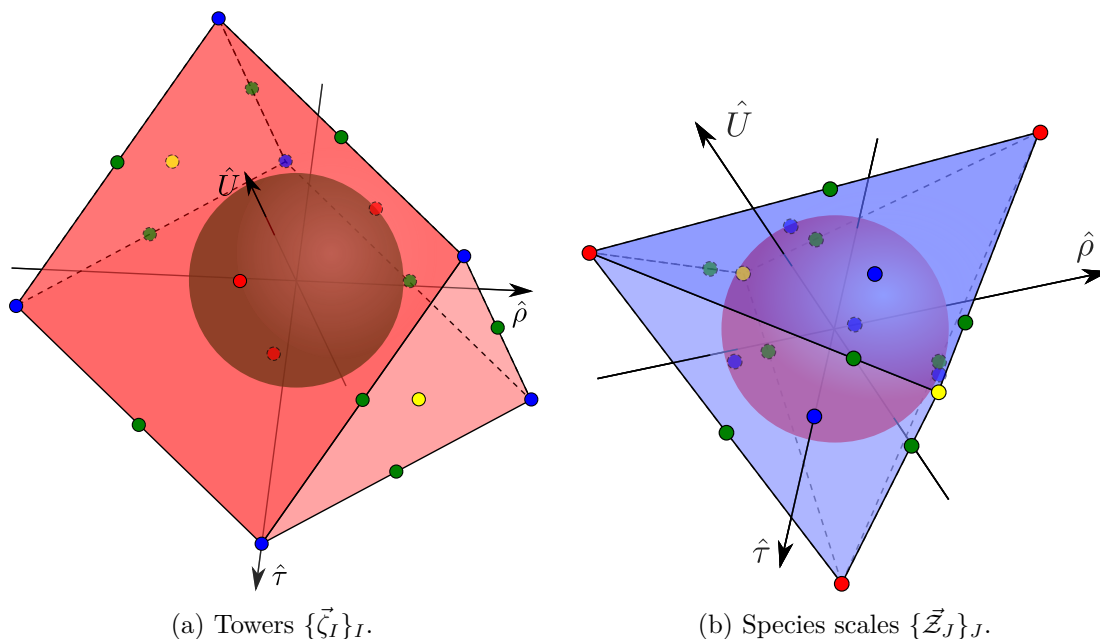 Û
Û
ρ̂
ρ̂
τ̂
τ̂
(a) Towers {ζ⃗_I}_I.
(b) Species scales {𝒵⃗_J}_J.